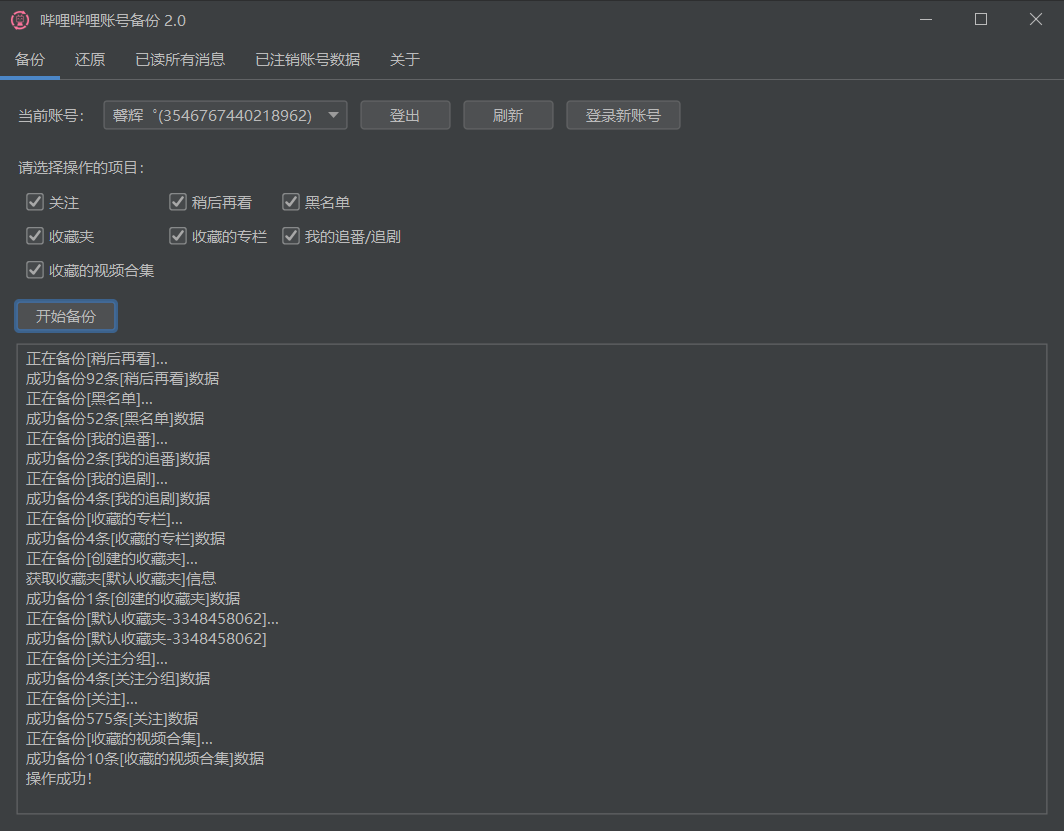 哔哩哔哩账号备份 2.0
备份 还原 已读所有消息 已注销账号数据 关于
当前账号： 馨辉゜(3546767440218962) 登出 刷新 登录新账号
请选择操作的项目：
关注 稍后再看 黑名单
收藏夹 收藏的专栏 我的追番/追剧
收藏的视频合集
开始备份
正在备份[稍后再看]...
成功备份92条[稍后再看]数据
正在备份[黑名单]...
成功备份52条[黑名单]数据
正在备份[我的追番]...
成功备份2条[我的追番]数据
正在备份[我的追剧]...
成功备份4条[我的追剧]数据
正在备份[收藏的专栏]...
成功备份4条[收藏的专栏]数据
正在备份[创建的收藏夹]...
获取收藏夹[默认收藏夹]信息
成功备份1条[创建的收藏夹]数据
正在备份[默认收藏夹-3348458062]...
成功备份[默认收藏夹-3348458062]
正在备份[关注分组]...
成功备份4条[关注分组]数据
正在备份[关注]...
成功备份575条[关注]数据
正在备份[收藏的视频合集]...
成功备份10条[收藏的视频合集]数据
操作成功！